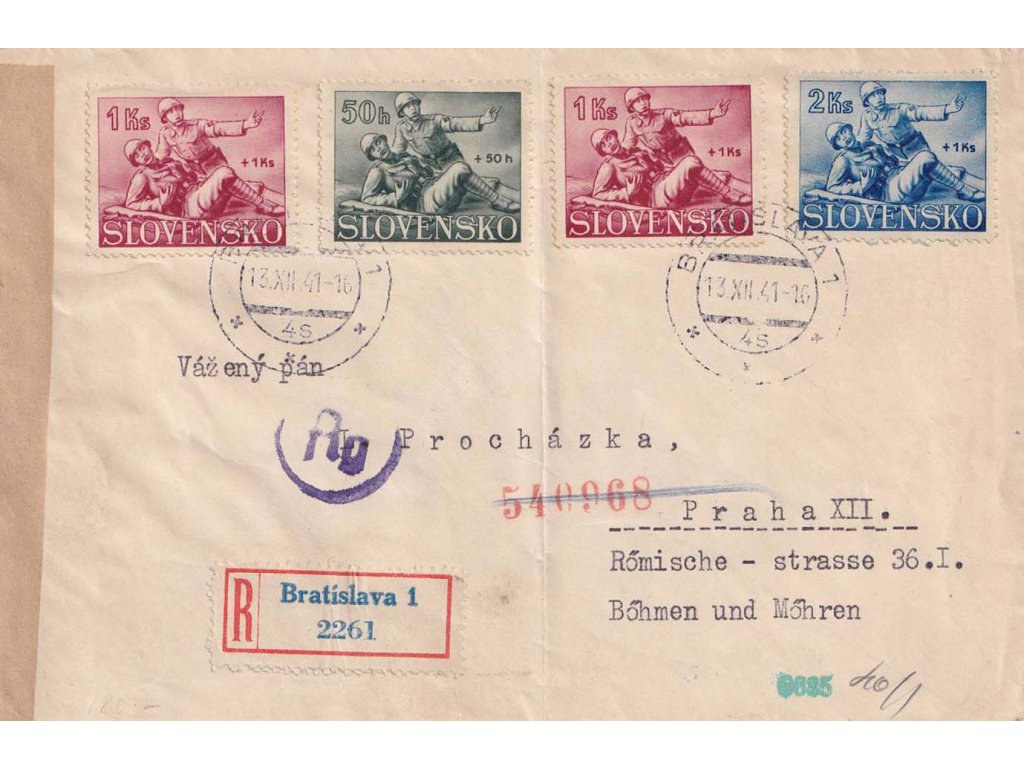 1 Ks
+ 1 Ks
SLOVENSKO
50 h
+ 50 h
SLOVENSKO
1 Ks
+ 1 Ks
SLOVENSKO
2 Ks
+ 1 Ks
SLOVENSKO
13.XII.41-16
4s
BRATISLAVA 1
13.XII.41-16
4s
Vážený pán
Procházka,
540968
Praha XII.
Rőmische - strasse 36.I.
Bőhmen und Mőhren
R
Bratislava 1
2261